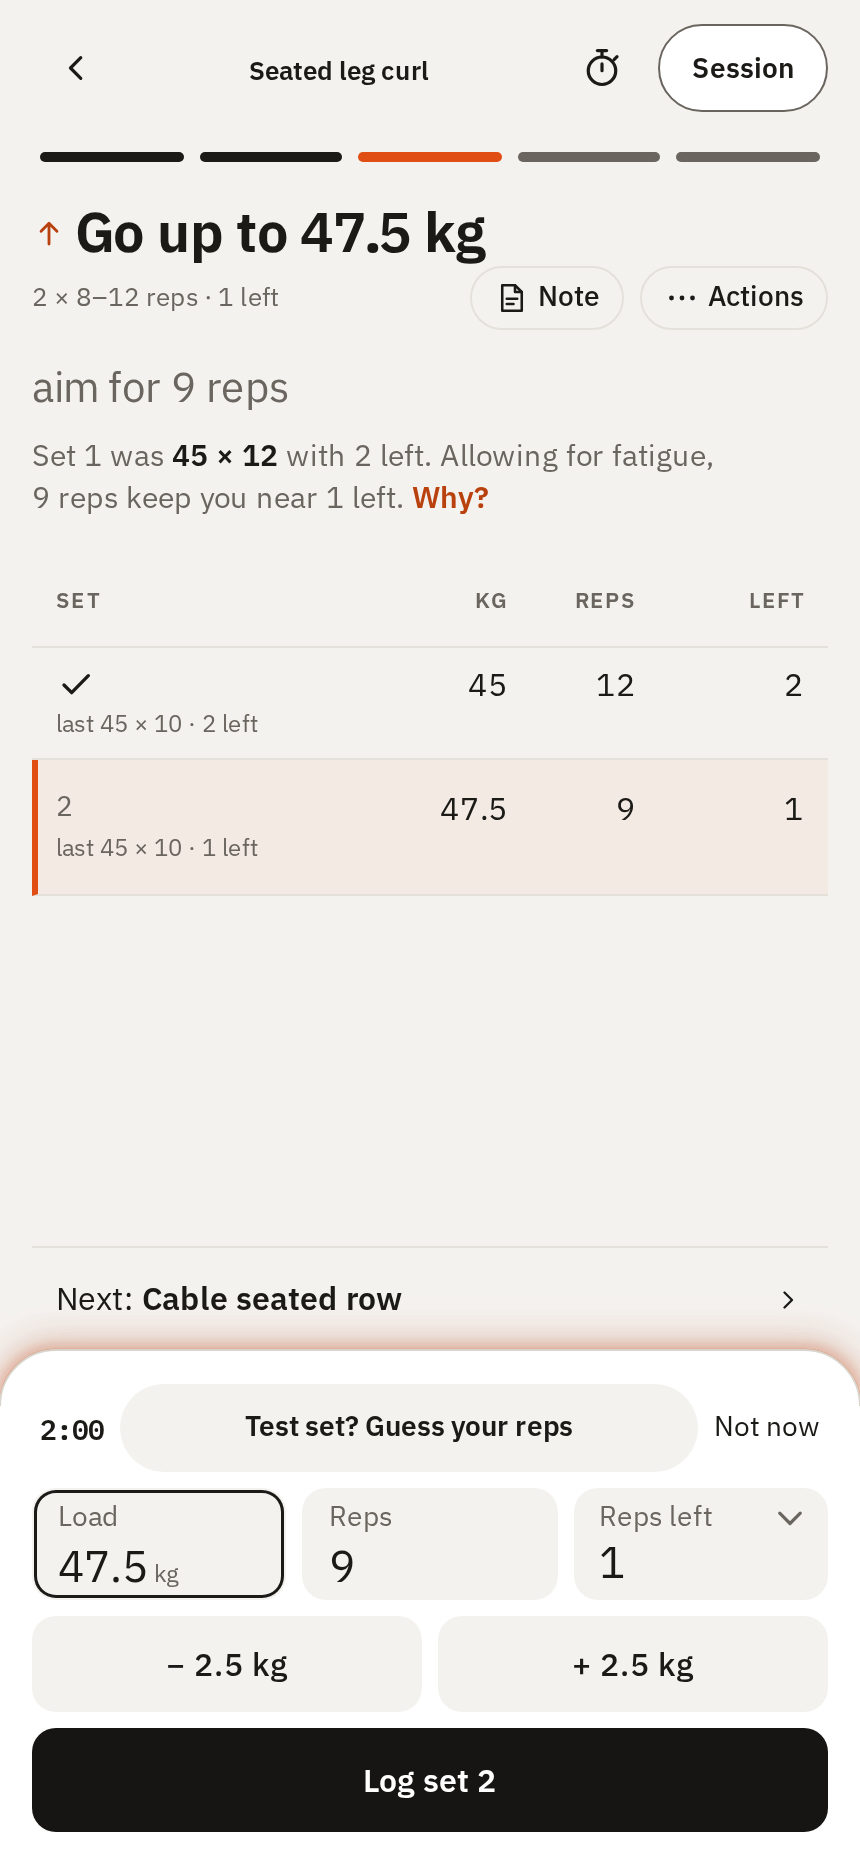 Seated leg curl
Session
Go up to 47.5 kg
2 × 8–12 reps · 1 left
Note
Actions
aim for 9 reps
Set 1 was 45 × 12 with 2 left. Allowing for fatigue,
9 reps keep you near 1 left. Why?
SET KG REPS LEFT
45 12 2
last 45 × 10 · 2 left
2 47.5 9 1
last 45 × 10 · 1 left
Next: Cable seated row
2:00 Test set? Guess your reps Not now
Load Reps Reps left
47.5 kg 9 1
− 2.5 kg + 2.5 kg
Log set 2